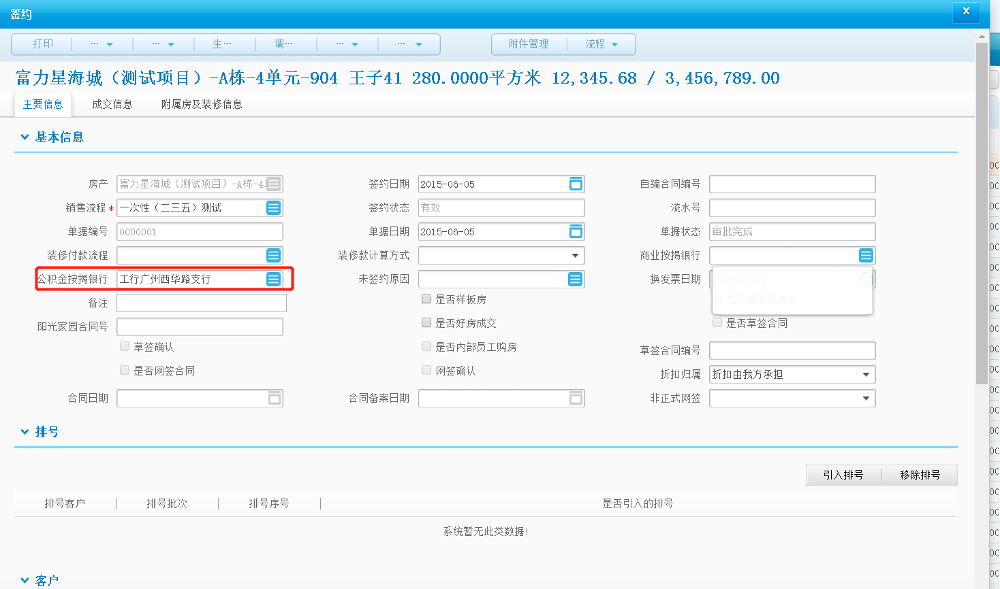 签约
打印 ... ... 生... 调... ... ... 附件管理 流程
富力星海城（测试项目）-A栋-4单元-904 王子41 280.0000平方米 12,345.68 / 3,456,789.00
主要信息 成交信息 附属房及装修信息
基本信息
房产 富力星海城（测试项目）-A栋-4 签约日期 2015-06-05 自编合同编号
销售流程* 一次性（二三五）测试 签约状态 有效 流水号
单据编号 0000001 单据日期 2015-06-05 单据状态 审批完成
装修付款流程 装修款计算方式 商业按揭银行
公积金按揭银行 工行广州西华路支行 未签约原因 换发票日期 2015-06-05
备注 是否样板房 是否超面积房产
阳光家园合同号 是否好房成交 是否草签合同
草签确认 是否内部员工购房 草签合同编号
是否网签合同 网签确认 折扣归属 折扣由我方承担
合同日期 合同备案日期 非正式网签
排号
引入排号 移除排号
排号客户 排号批次 排号序号 是否引入的排号
系统暂无此类数据!
客户